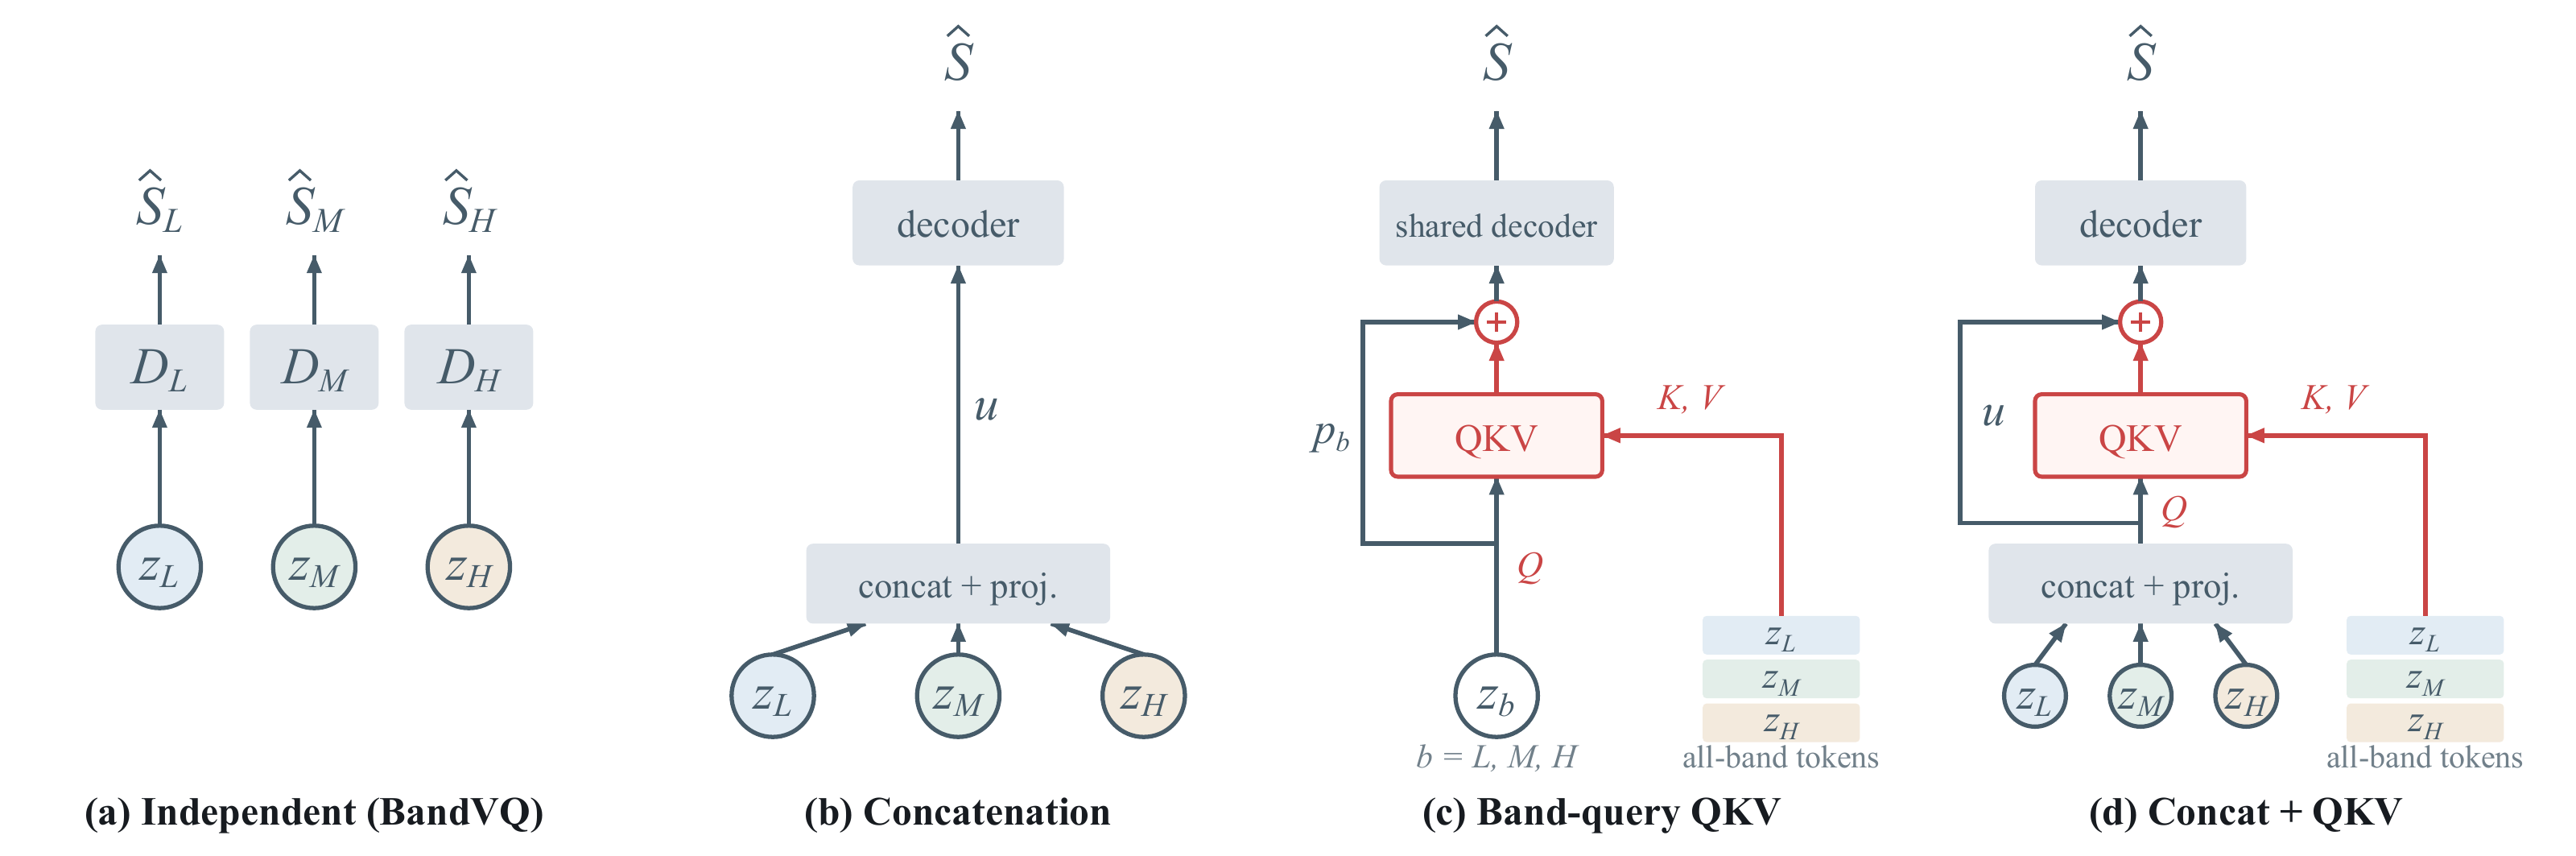 Ŝ_L Ŝ_M Ŝ_H
D_L D_M D_H
z_L z_M z_H
(a) Independent (BandVQ)
Ŝ
decoder
u
concat + proj.
z_L z_M z_H
(b) Concatenation
Ŝ
shared decoder
+
K, V
p_b
QKV
Q
z_b
b = L, M, H
z_L
z_M
z_H
all-band tokens
(c) Band-query QKV
Ŝ
decoder
+
K, V
u
QKV
Q
concat + proj.
z_L z_M z_H
z_L
z_M
z_H
all-band tokens
(d) Concat + QKV